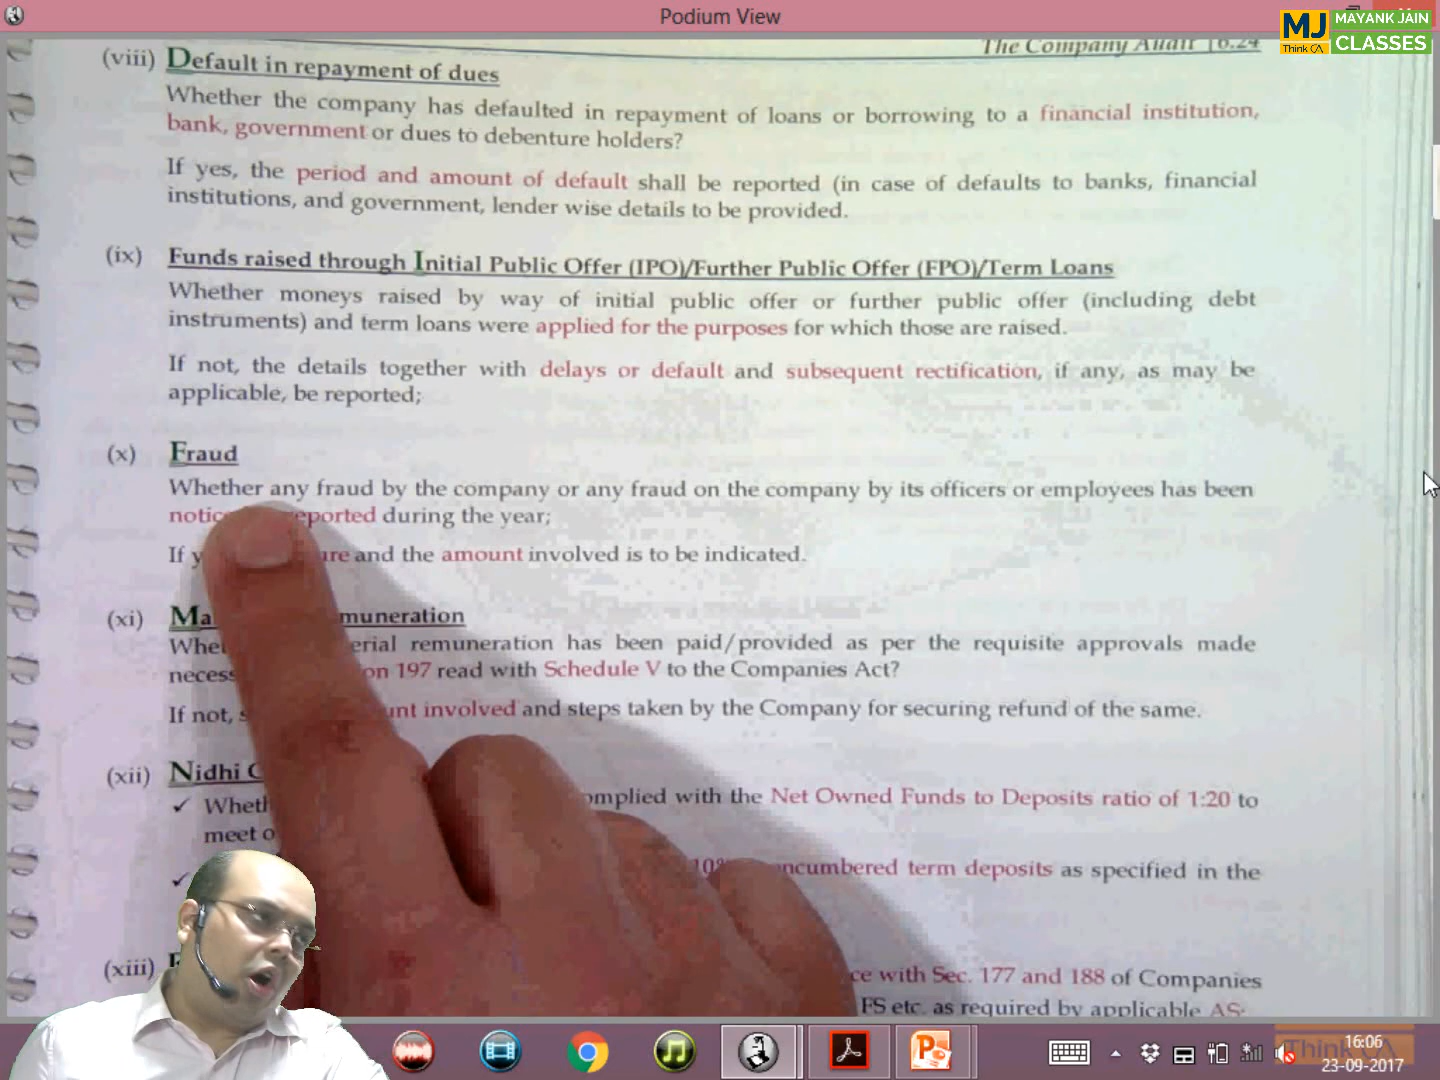 Podium View
MJ
Think CA
MAYANK JAIN
CLASSES
The Company Audit 16.24
(viii) Default in repayment of dues
Whether the company has defaulted in repayment of loans or borrowing to a financial institution,
bank, government or dues to debenture holders?
If yes, the period and amount of default shall be reported (in case of defaults to banks, financial
institutions, and government, lender wise details to be provided.
(ix) Funds raised through Initial Public Offer (IPO)/Further Public Offer (FPO)/Term Loans
Whether moneys raised by way of initial public offer or further public offer (including debt
instruments) and term loans were applied for the purposes for which those are raised.
If not, the details together with delays or default and subsequent rectification, if any, as may be
applicable, be reported;
(x) Fraud
Whether any fraud by the company or any fraud on the company by its officers or employees has been
during the year;
If and the amount involved is to be indicated.
(xi)
remuneration has been paid/provided as per the requisite approvals made
197 read with Schedule V to the Companies Act?
If not, involved and steps taken by the Company for securing refund of the same.
(xii) Nidhi
✓ with the Net Owned Funds to Deposits ratio of 1:20 to
meet
✓ term deposits as specified in the
(xiii) with Sec. 177 and 188 of Companies
FS etc. as required by applicable AS.
Think CA
16:06
23-09-2017